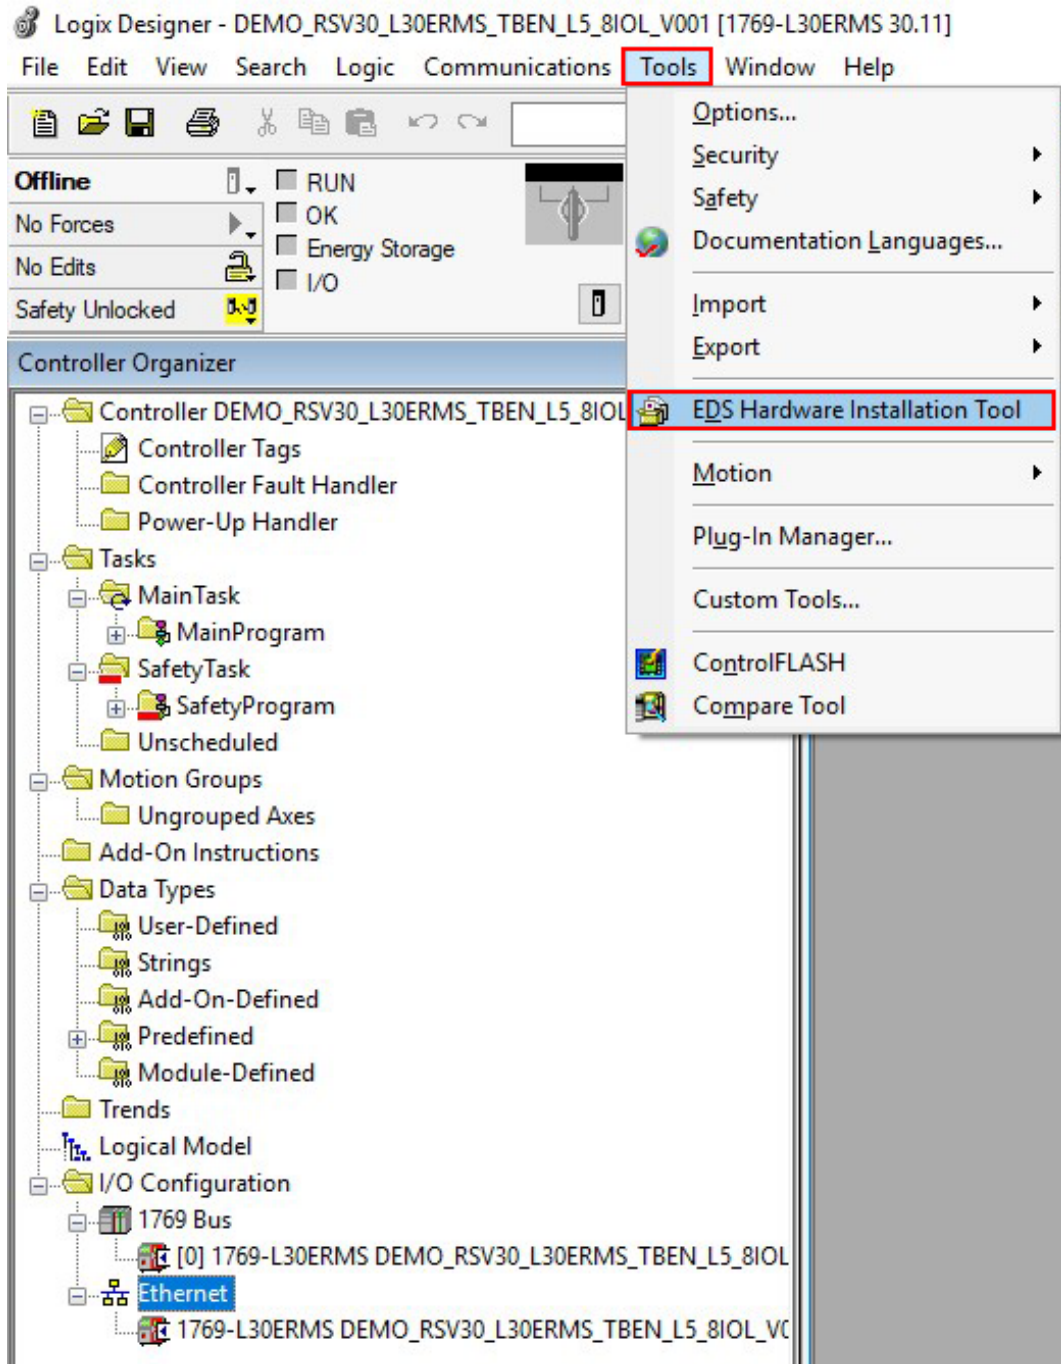 Logix Designer - DEMO_RSV30_L30ERMS_TBEN_L5_8IOL_V001 [1769-L30ERMS 30.11]
File Edit View Search Logic Communications Tools Window Help
Options...
Security
Safety
Documentation Languages...
Import
Export
EDS Hardware Installation Tool
Motion
Plug-In Manager...
Custom Tools...
ControlFLASH
Compare Tool
Offline
No Forces
No Edits
Safety Unlocked
RUN
OK
Energy Storage
I/O
Controller Organizer
Controller DEMO_RSV30_L30ERMS_TBEN_L5_8IOL
Controller Tags
Controller Fault Handler
Power-Up Handler
Tasks
MainTask
MainProgram
SafetyTask
SafetyProgram
Unscheduled
Motion Groups
Ungrouped Axes
Add-On Instructions
Data Types
User-Defined
Strings
Add-On-Defined
Predefined
Module-Defined
Trends
Logical Model
I/O Configuration
1769 Bus
[0] 1769-L30ERMS DEMO_RSV30_L30ERMS_TBEN_L5_8IOL
Ethernet
1769-L30ERMS DEMO_RSV30_L30ERMS_TBEN_L5_8IOL_V0